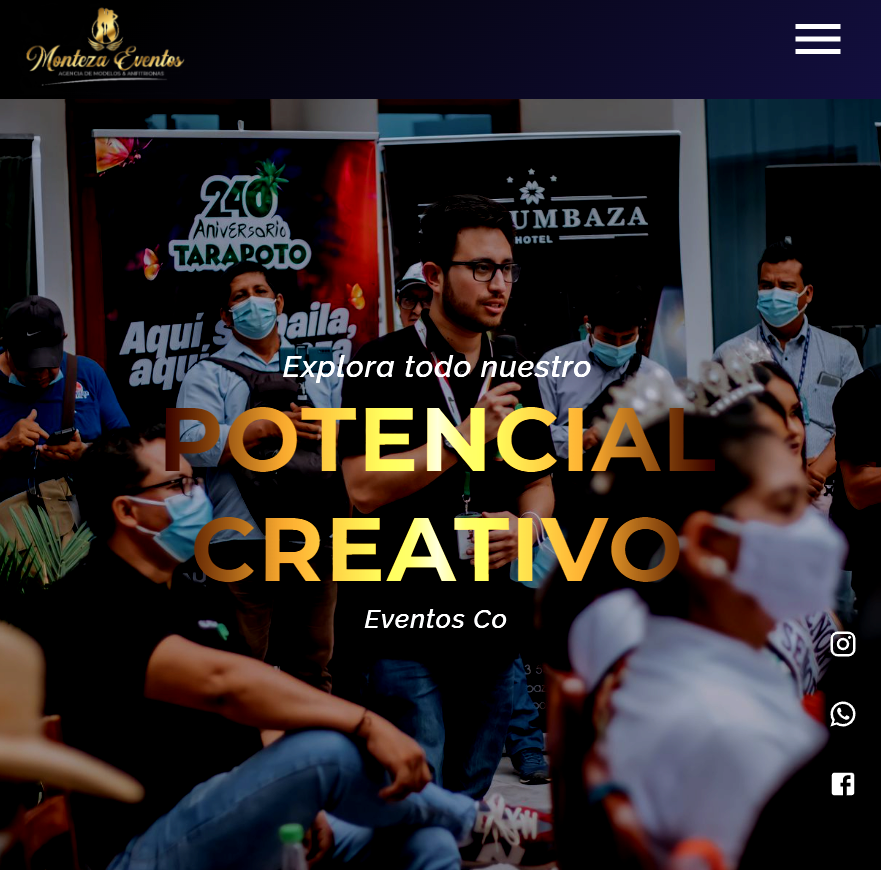 Monteza Eventos
AGENCIA DE MODELOS & ANFITRIONAS
240
ANIVERSARIO
TARAPOTO
UMBAZA
HOTEL
Aquí se baila,
aquí
Explora todo nuestro
POTENCIAL
CREATIVO
Eventos Co